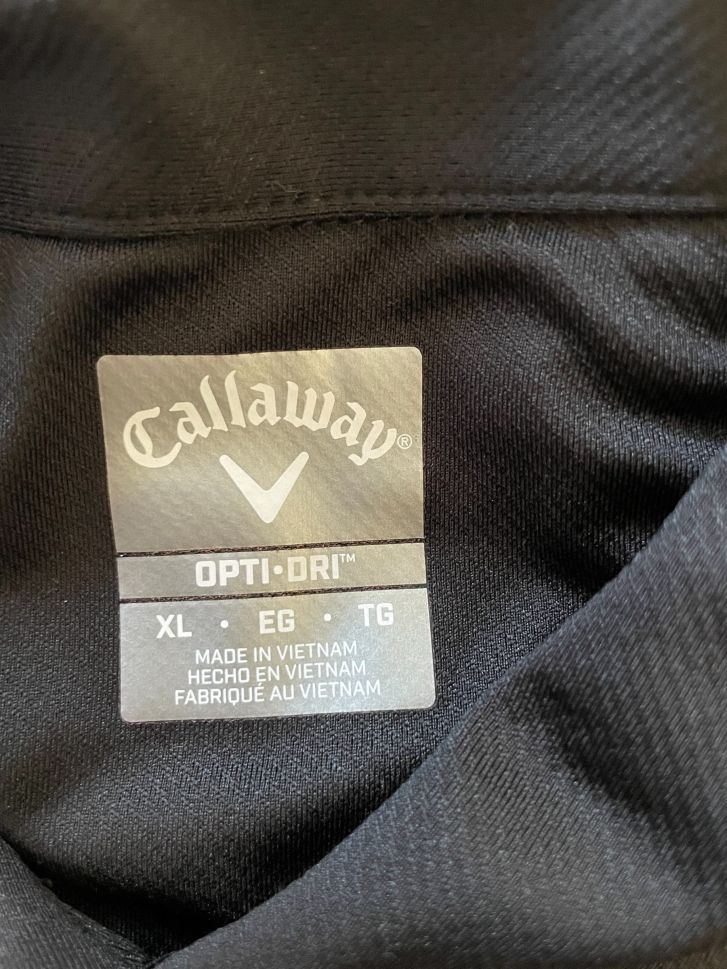 Callaway®
OPTI•DRI™
XL • EG • TG
MADE IN VIETNAM
HECHO EN VIETNAM
FABRIQUÉ AU VIETNAM